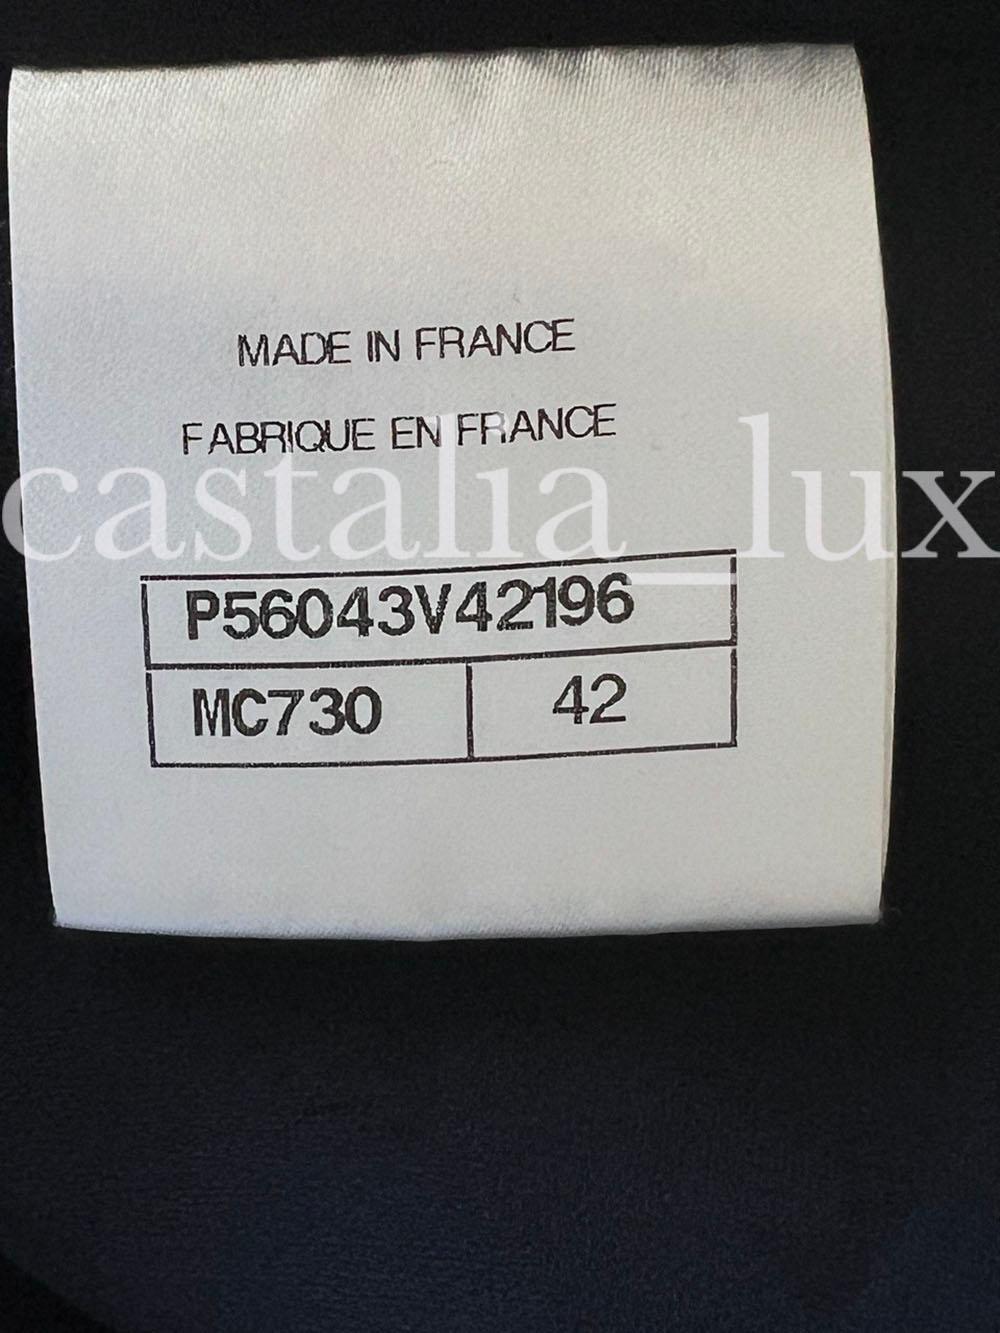 MADE IN FRANCE
FABRIQUE EN FRANCE
castalia_lux
P56043V42196
MC730 42